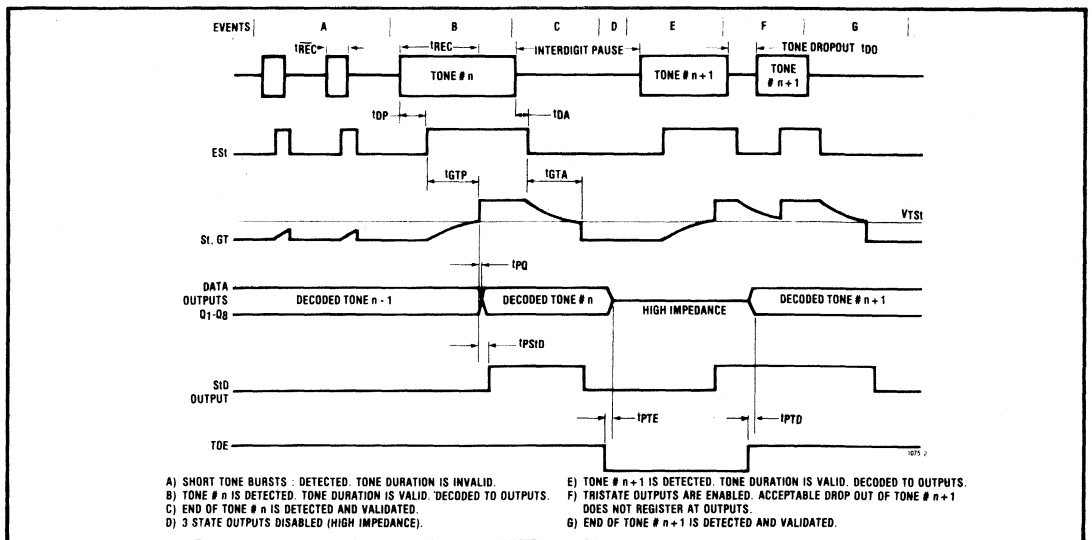 EVENTS A B C D E F G
tREC tREC INTERDIGIT PAUSE TONE DROPOUT tDO
TONE # n TONE # n+1 TONE # n+1
tDP tDA
ESt
tGTP tGTA
VTSt
St, GT
tPQ
DATA OUTPUTS Q1-Q8
DECODED TONE n - 1 DECODED TONE # n HIGH IMPEDANCE DECODED TONE # n+1
tPStD
StD OUTPUT
tPTE tPTD
TOE
1075 2
A) SHORT TONE BURSTS : DETECTED. TONE DURATION IS INVALID.
B) TONE # n IS DETECTED. TONE DURATION IS VALID. DECODED TO OUTPUTS.
C) END OF TONE # n IS DETECTED AND VALIDATED.
D) 3 STATE OUTPUTS DISABLED (HIGH IMPEDANCE).
E) TONE # n+1 IS DETECTED. TONE DURATION IS VALID. DECODED TO OUTPUTS.
F) TRISTATE OUTPUTS ARE ENABLED. ACCEPTABLE DROP OUT OF TONE # n+1
DOES NOT REGISTER AT OUTPUTS.
G) END OF TONE # n+1 IS DETECTED AND VALIDATED.